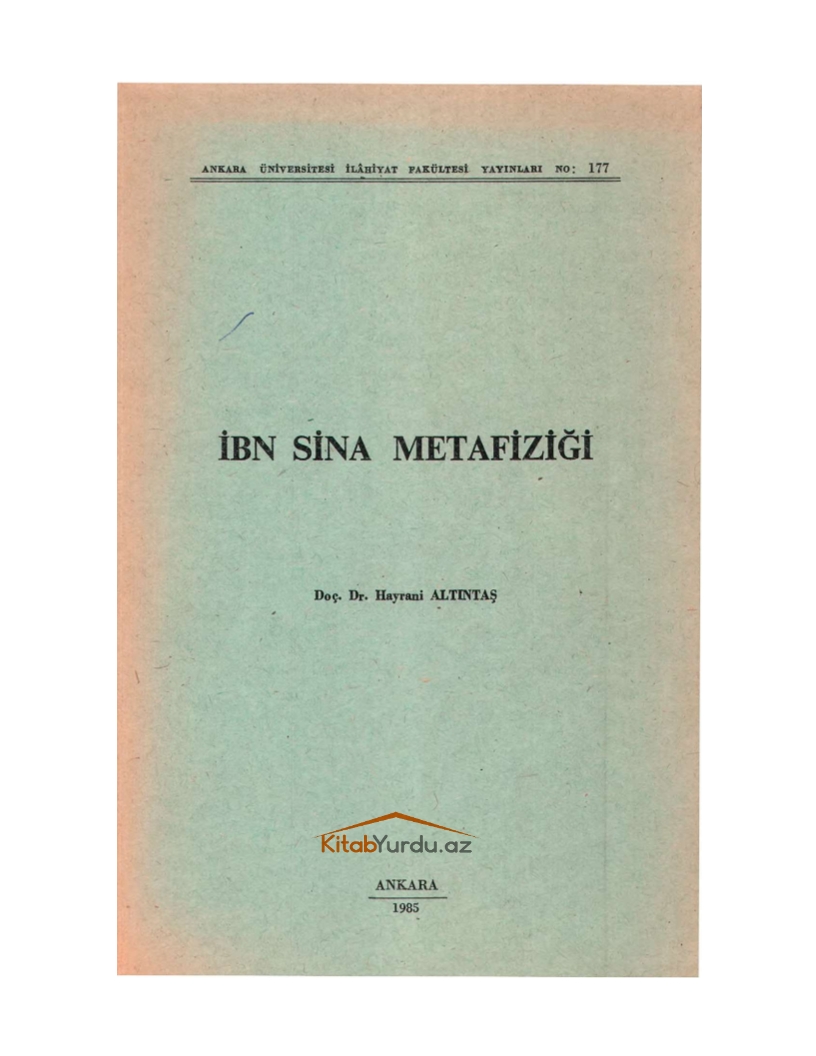 ANKARA ÜNİVERSİTESİ İLÂHİYAT FAKÜLTESİ YAYINLARI NO: 177
İBN SİNA METAFİZİĞİ
Doç. Dr. Hayrani ALTINTAŞ
KitabYurdu.az
ANKARA
1985